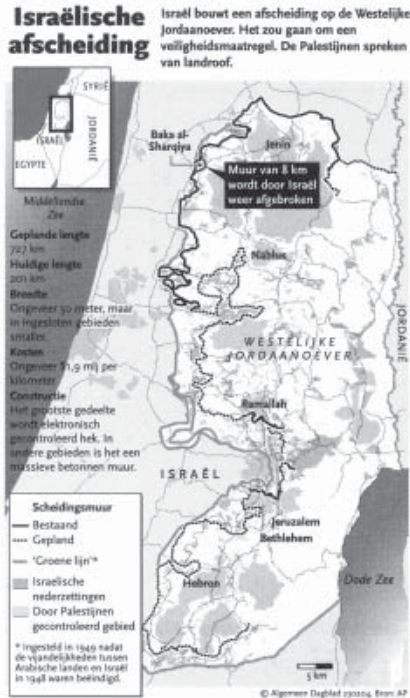 Israëlische
afscheiding
Israël bouwt een afscheiding op de Westelijke
Jordaanoever. Het zou gaan om een
veiligheidsmaatregel. De Palestijnen spreken
van landroof.
SYRIË
JORDANIË
ISRAËL
EGYPTE
Middellandse
Zee
Baka al-
Sharqiya
Jenin
Muur van 8 km
wordt door Israël
weer afgebroken
Geplande lengte
727 km
Huidige lengte
201 km
Breedte
Ongeveer 50 meter, maar
in ingesloten gebieden
smaller.
Kosten
Ongeveer $1,9 mlj per
kilometer
Constructie
Het grootste gedeelte
wordt elektronisch
gecontroleerd hek. In
andere gebieden is het een
massieve betonnen muur.
Nablus
WESTELIJKE
JORDAANOEVER
JORDANIË
Ramallah
ISRAËL
Jeruzalem
Bethlehem
Hebron
Dode Zee
Scheidingsmuur
Bestaand
Gepland
'Groene lijn'*
Israëlische
nederzettingen
Door Palestijnen
gecontroleerd gebied
* Ingesteld in 1949 nadat
de vijandelijkheden tussen
Arabische landen en Israël
in 1948 waren beëindigd.
5 km
© Algemeen Dagblad 230204 Bron: AP